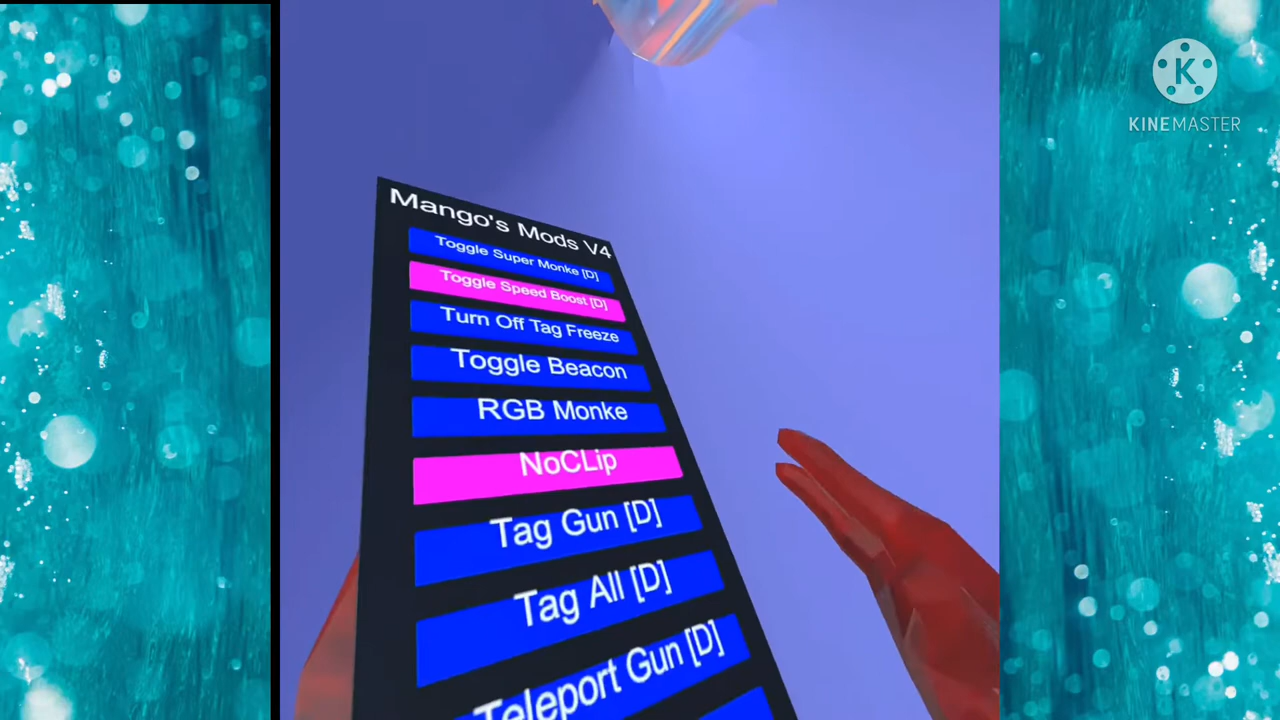 Mango's Mods V4
Toggle Super Monke [D]
Toggle Speed Boost [D]
Turn Off Tag Freeze
Toggle Beacon
RGB Monke
NoCLip
Tag Gun [D]
Tag All [D]
Teleport Gun [D]
K
KINEMASTER